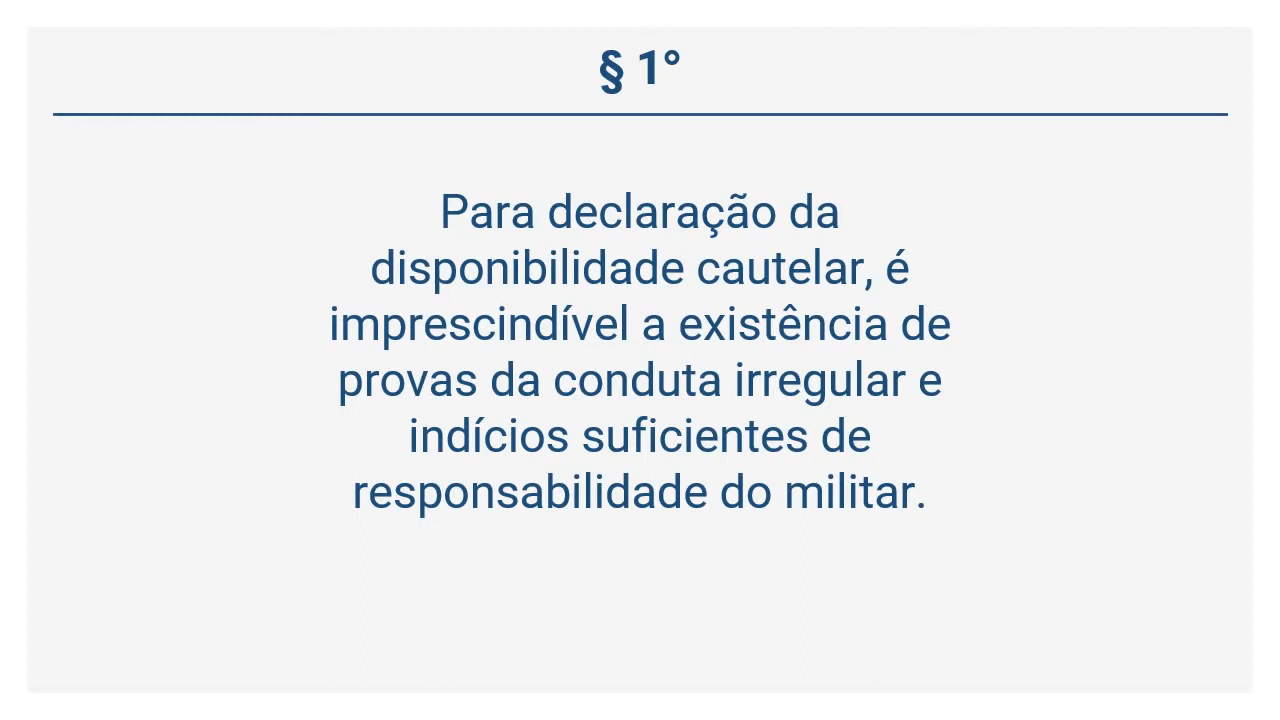 § 1°
Para declaração da
disponibilidade cautelar, é
imprescindível a existência de
provas da conduta irregular e
indícios suficientes de
responsabilidade do militar.